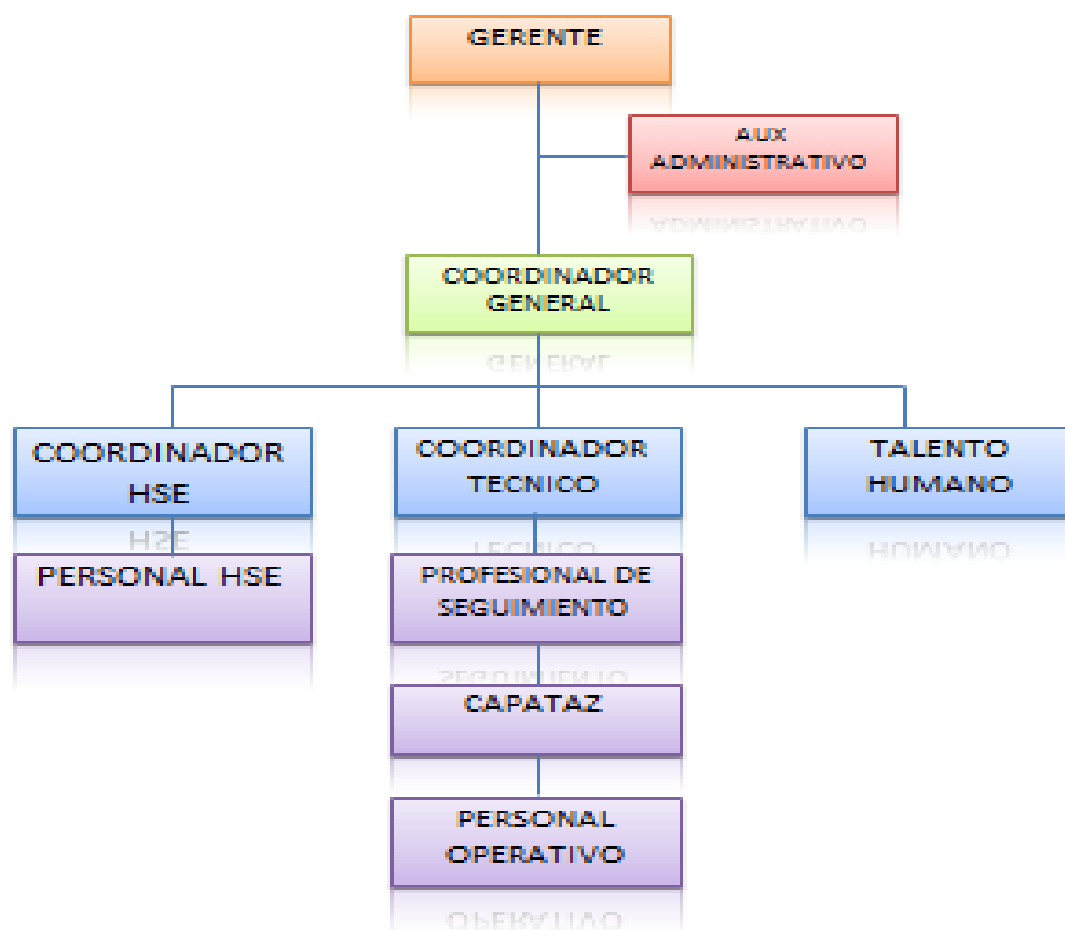 GERENTE
AUX
ADMINISTRATIVO
COORDINADOR
GENERAL
COORDINADOR
HSE
COORDINADOR
TECNICO
TALENTO
HUMANO
PERSONAL HSE
PROFESIONAL DE
SEGUIMIENTO
CAPATAZ
PERSONAL
OPERATIVO